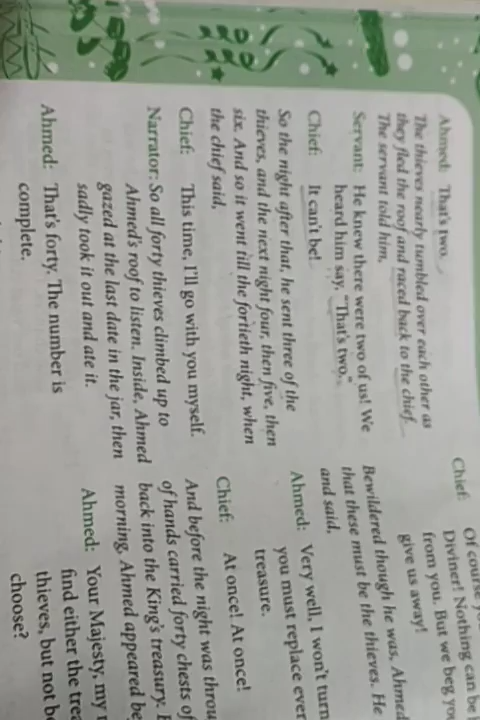 Ahmed: That's two.
The thieves nearly tumbled over each other as
they fled the roof and raced back to the chief.
The servant told him,
Servant: He knew there were two of us! We
heard him say, "That's two."
Chief: It can't be!
So the night after that, he sent three of the
thieves, and the next night four, then five, then
six. And so it went till the fortieth night, when
the chief said,
Chief: This time, I'll go with you myself.
Narrator: So all forty thieves climbed up to
Ahmed's roof to listen. Inside, Ahmed
gazed at the last date in the jar, then
sadly took it out and ate it.
Ahmed: That's forty. The number is
complete.
Chief: Of course
Diviner! Nothing can be
from you. But we beg
give us away!
Bewildered though he was, Ahmed
that these must be the thieves. He
and said,
Ahmed: Very well, I won't turn
you must replace
treasure.
Chief: At once! At once!
And before the night was
of hands carried forty chests of
back into the King's treasury.
morning, Ahmed appeared
Ahmed: Your Majesty, my
find either the
thieves, but not
choose?